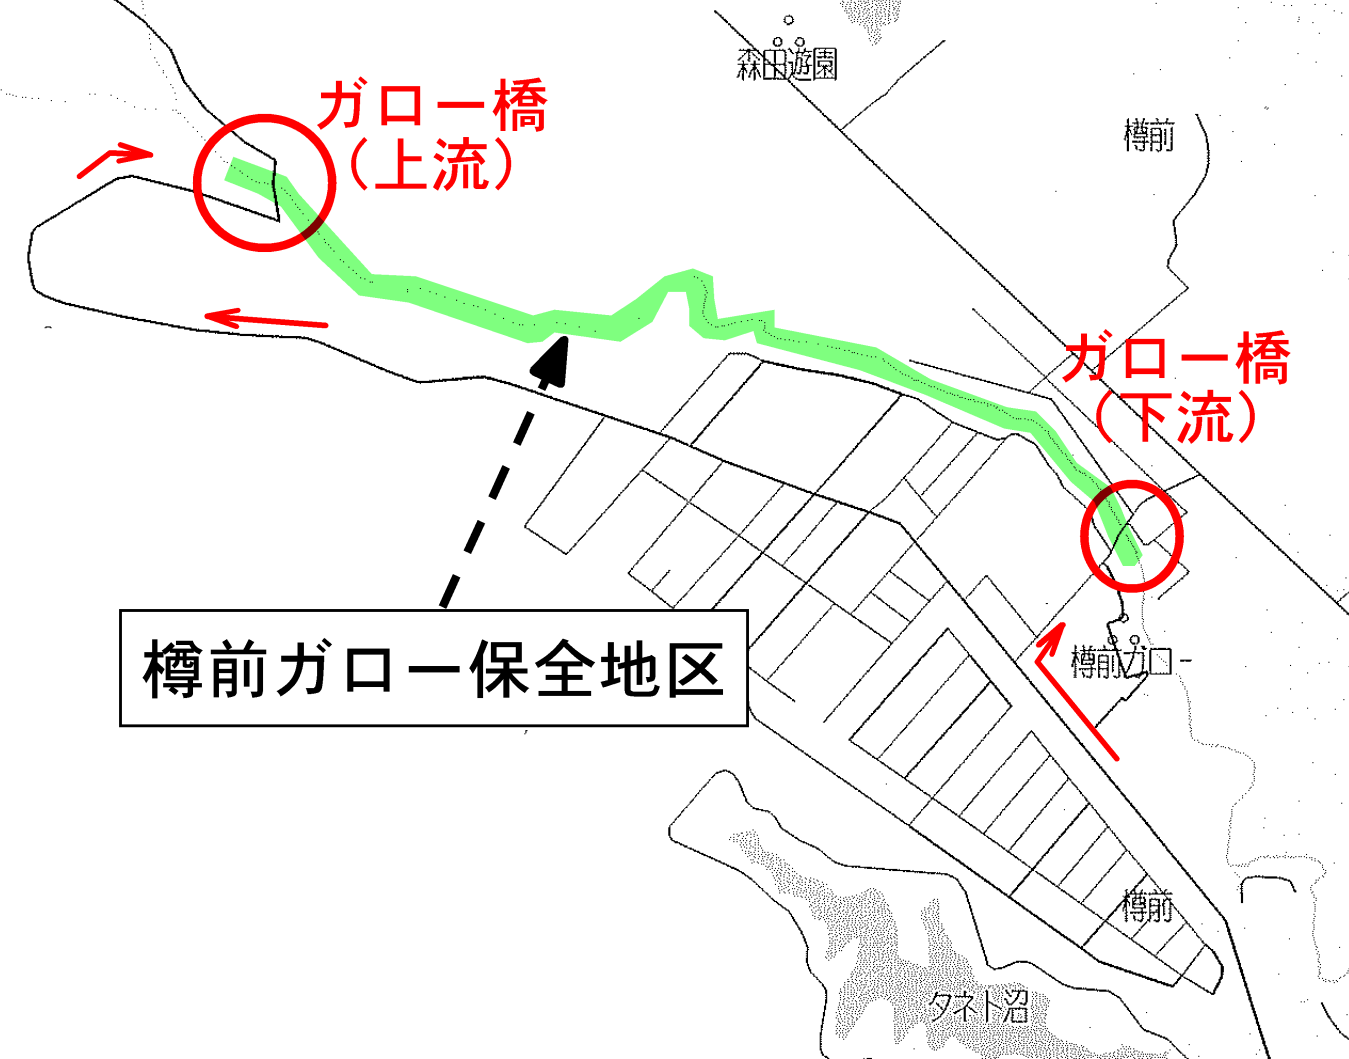 森田遊園
ガロー橋
（上流）
樽前
ガロー橋
（下流）
樽前ガロー
樽前ガロー保全地区
樽前
タネト沼